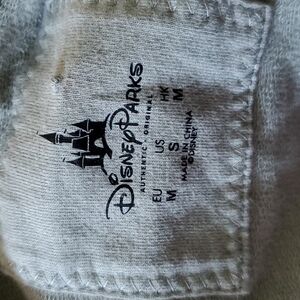 Disney Parks
AUTHENTIC · ORIGINAL
EU US HK
M S M
MADE IN CHINA
©DISNEY